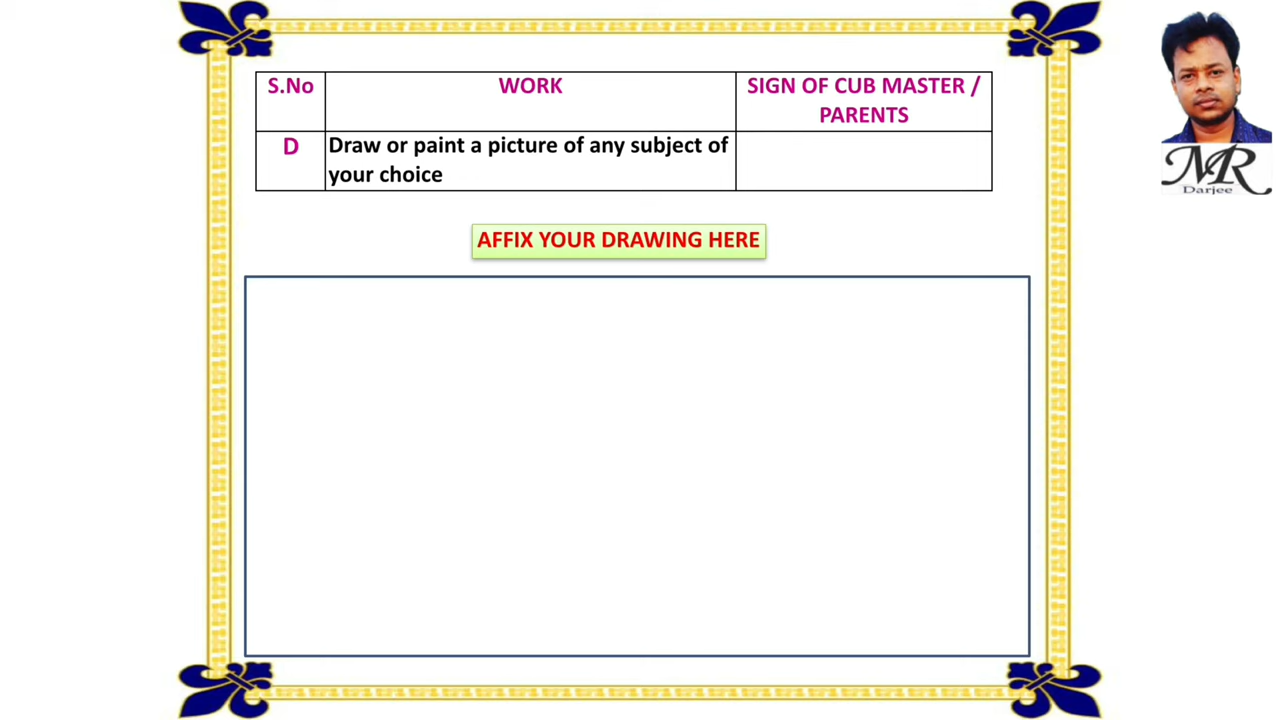 S.No WORK SIGN OF CUB MASTER /
PARENTS
D Draw or paint a picture of any subject of
your choice
AFFIX YOUR DRAWING HERE
MR
Darjee